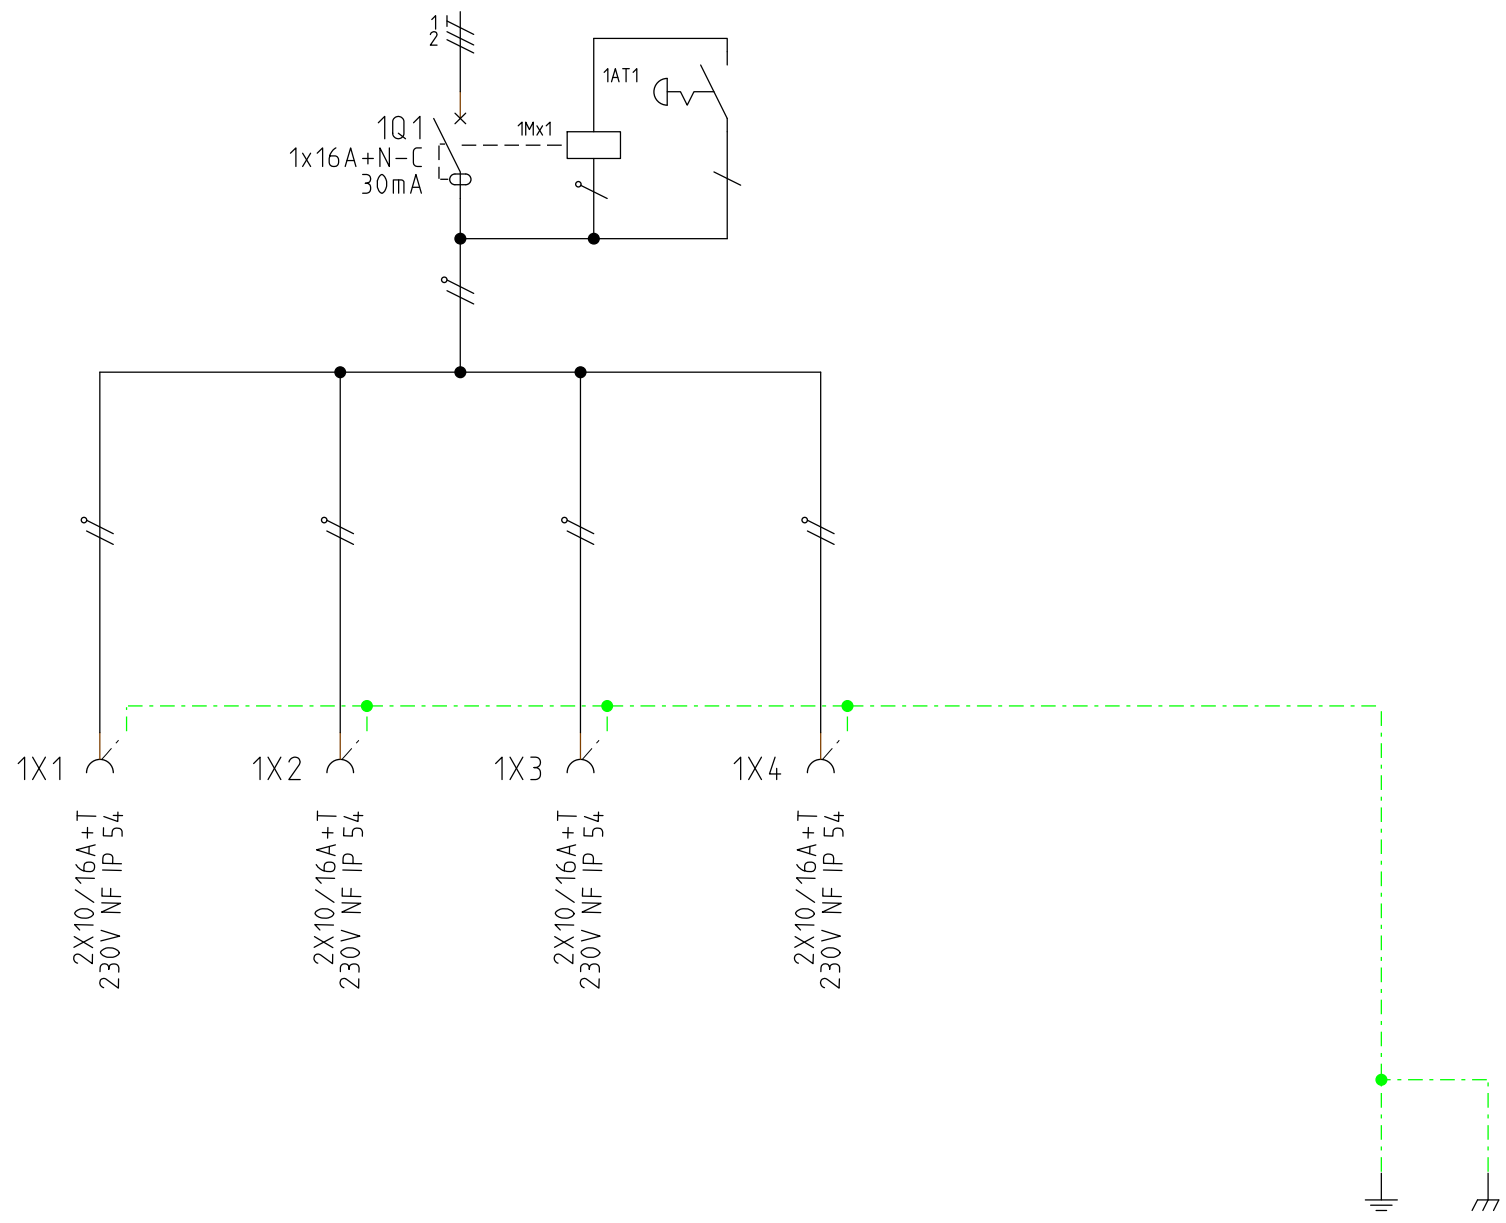 1
2
1AT1
1Q1
1x16A+N-C
30mA
1Mx1
1X1
1X2
1X3
1X4
2X10/16A+T
230V NF IP 54
2X10/16A+T
230V NF IP 54
2X10/16A+T
230V NF IP 54
2X10/16A+T
230V NF IP 54